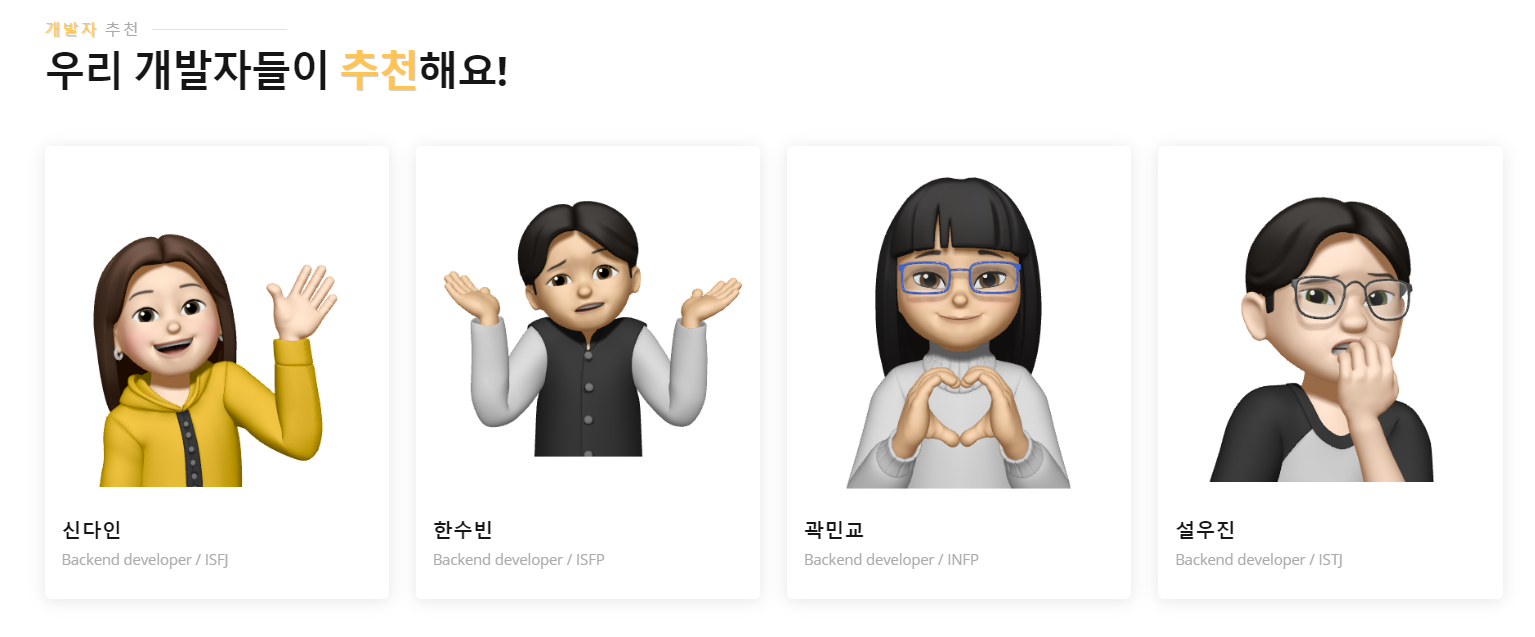 개발자 추천
우리 개발자들이 추천해요!
신다인
Backend developer / ISFJ
한수빈
Backend developer / ISFP
곽민교
Backend developer / INFP
설우진
Backend developer / ISTJ